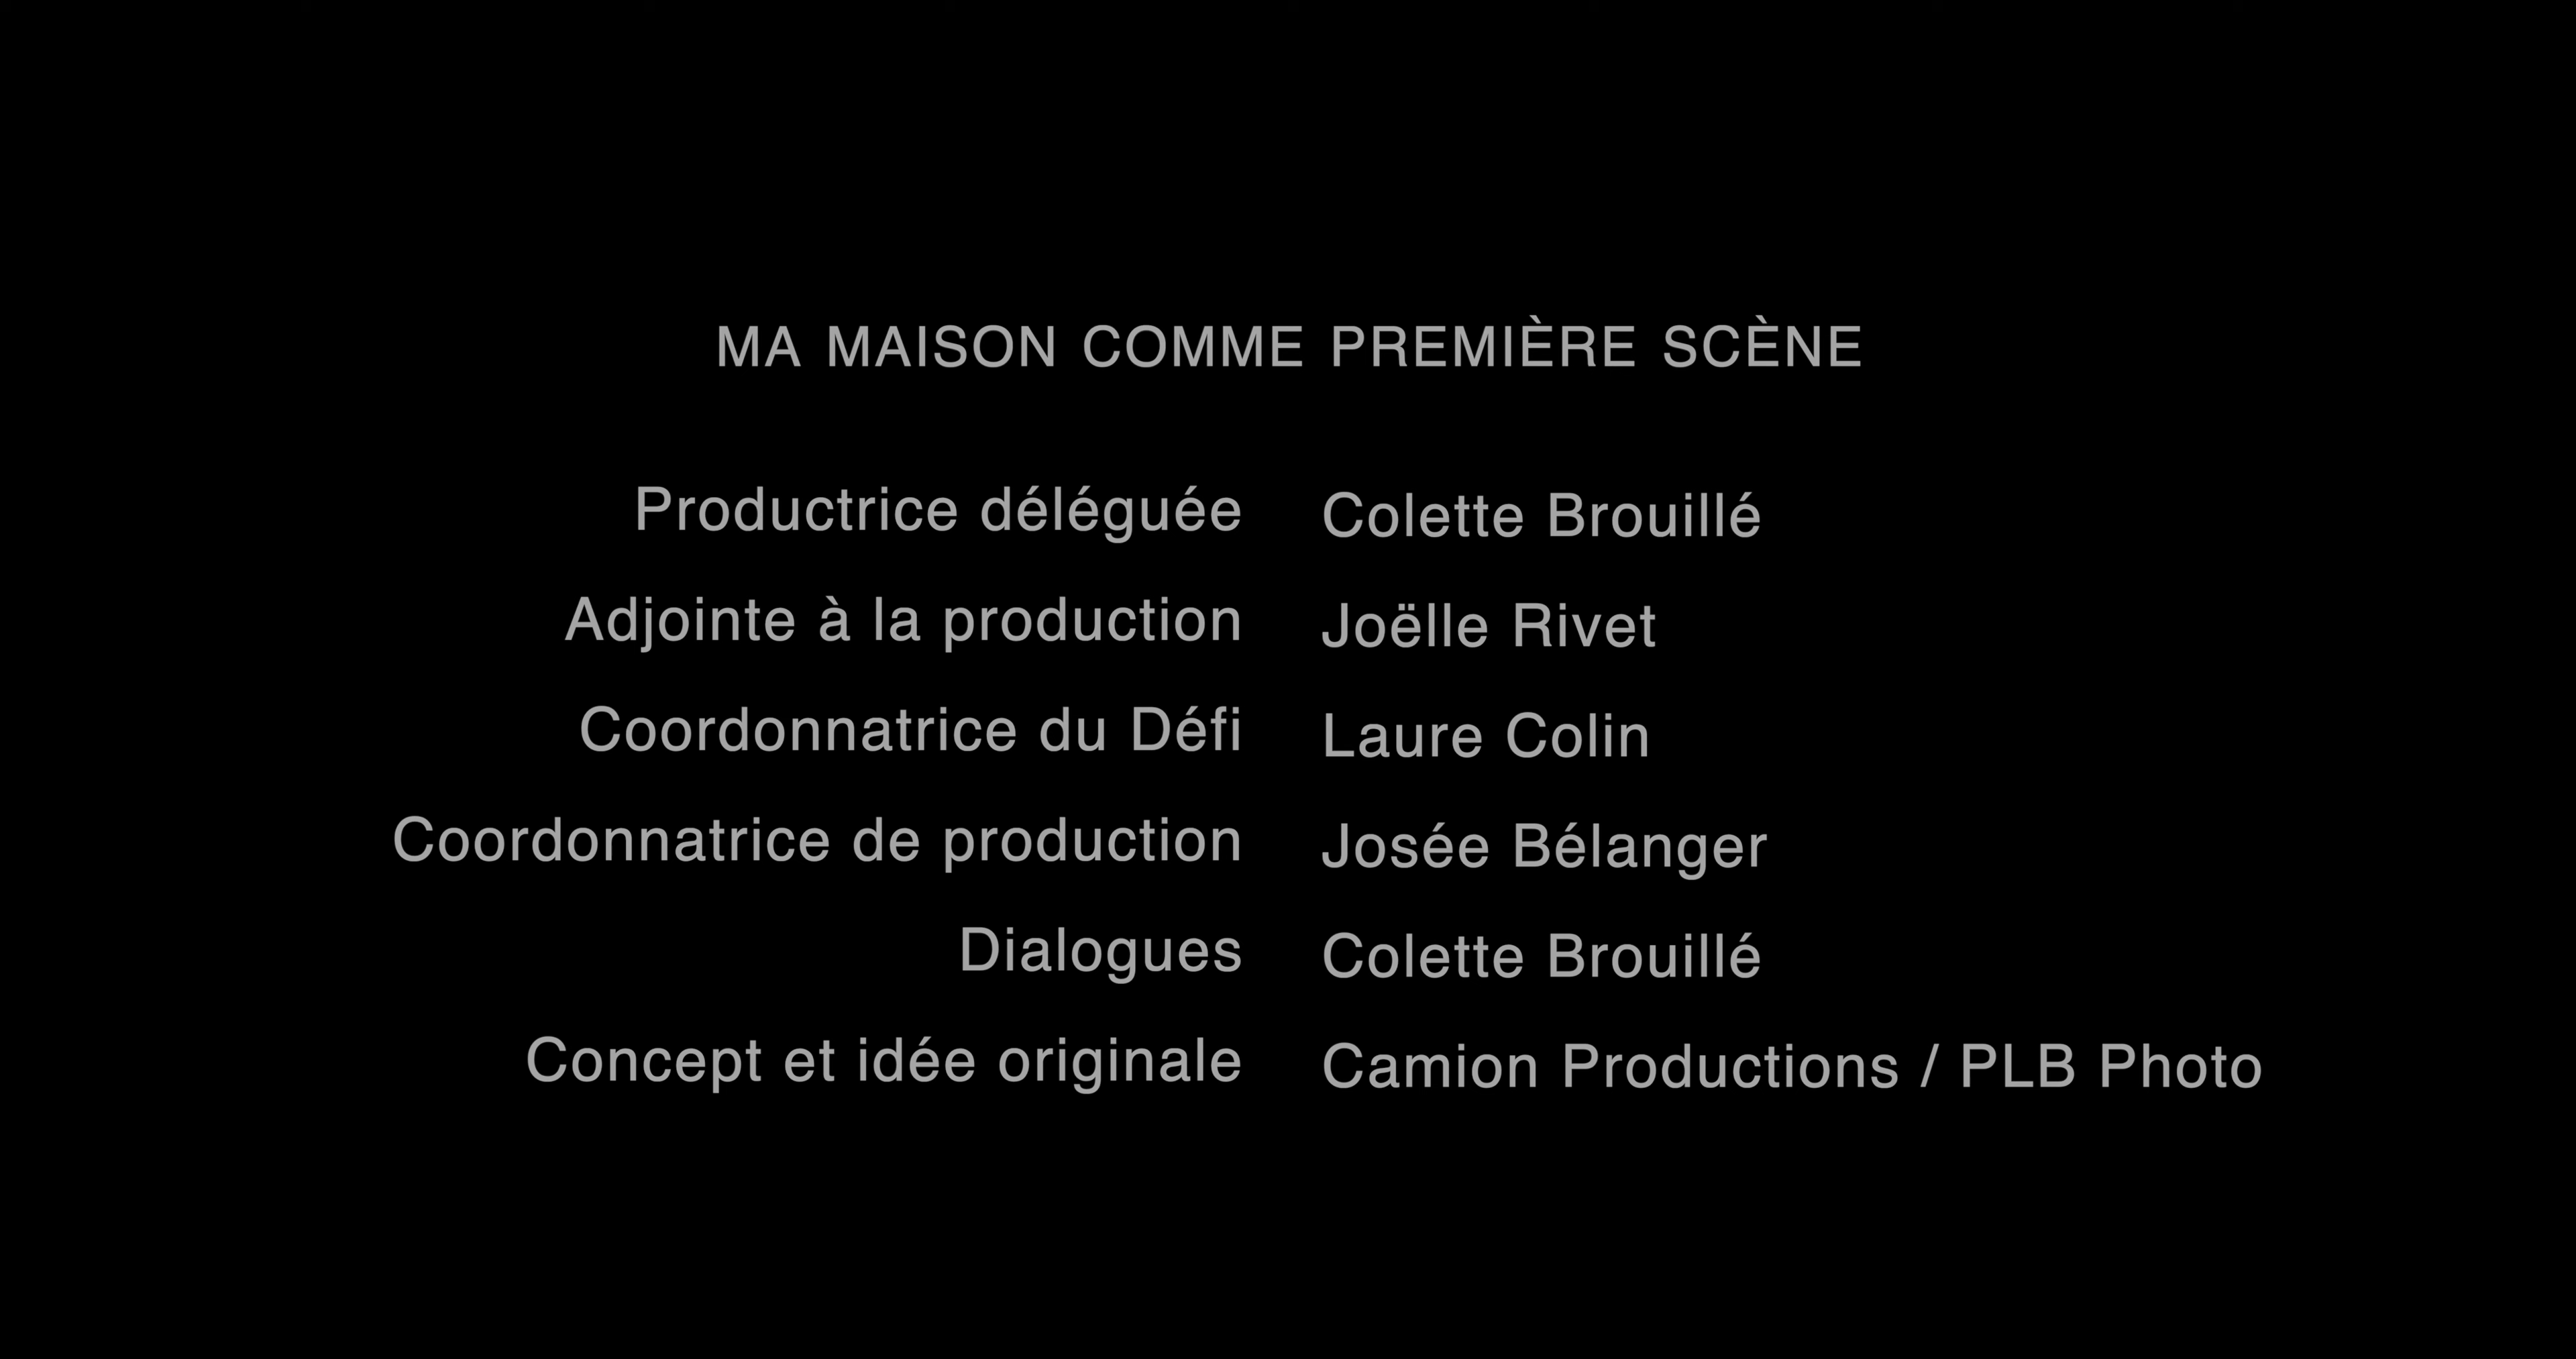 MA MAISON COMME PREMIÈRE SCÈNE
Productrice déléguée Colette Brouillé
Adjointe à la production Joëlle Rivet
Coordonnatrice du Défi Laure Colin
Coordonnatrice de production Josée Bélanger
Dialogues Colette Brouillé
Concept et idée originale Camion Productions / PLB Photo